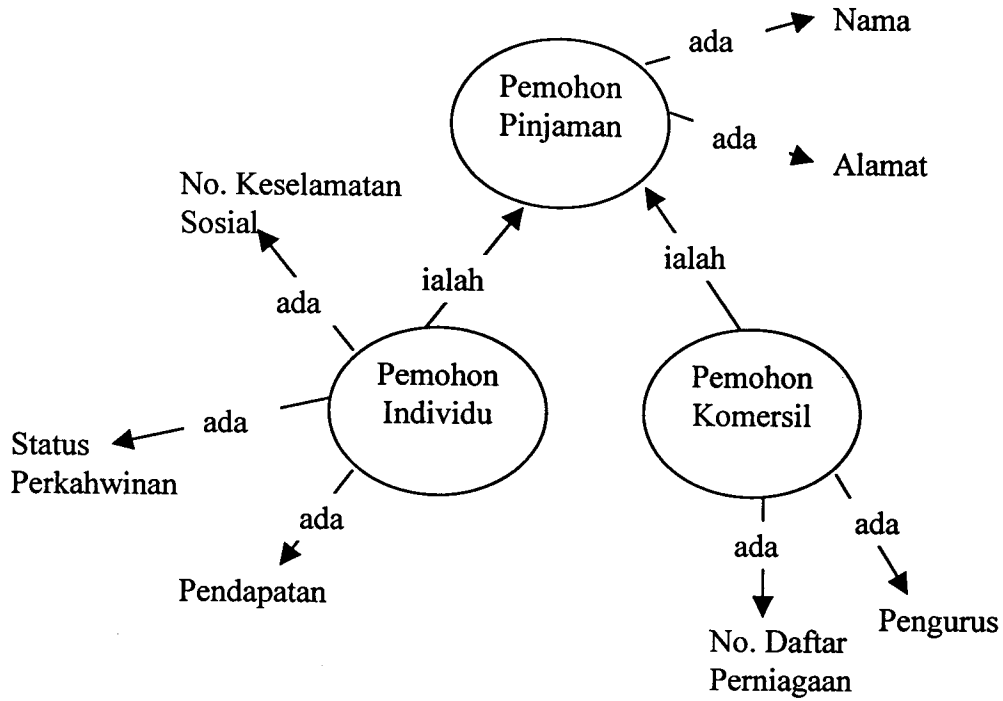 Nama
ada
Pemohon
Pinjaman
ada
Alamat
No. Keselamatan
Sosial
ialah
ialah
ada
Pemohon
Individu
Pemohon
Komersil
ada
Status
Perkahwinan
ada
ada
ada
Pendapatan
Pengurus
No. Daftar
Perniagaan